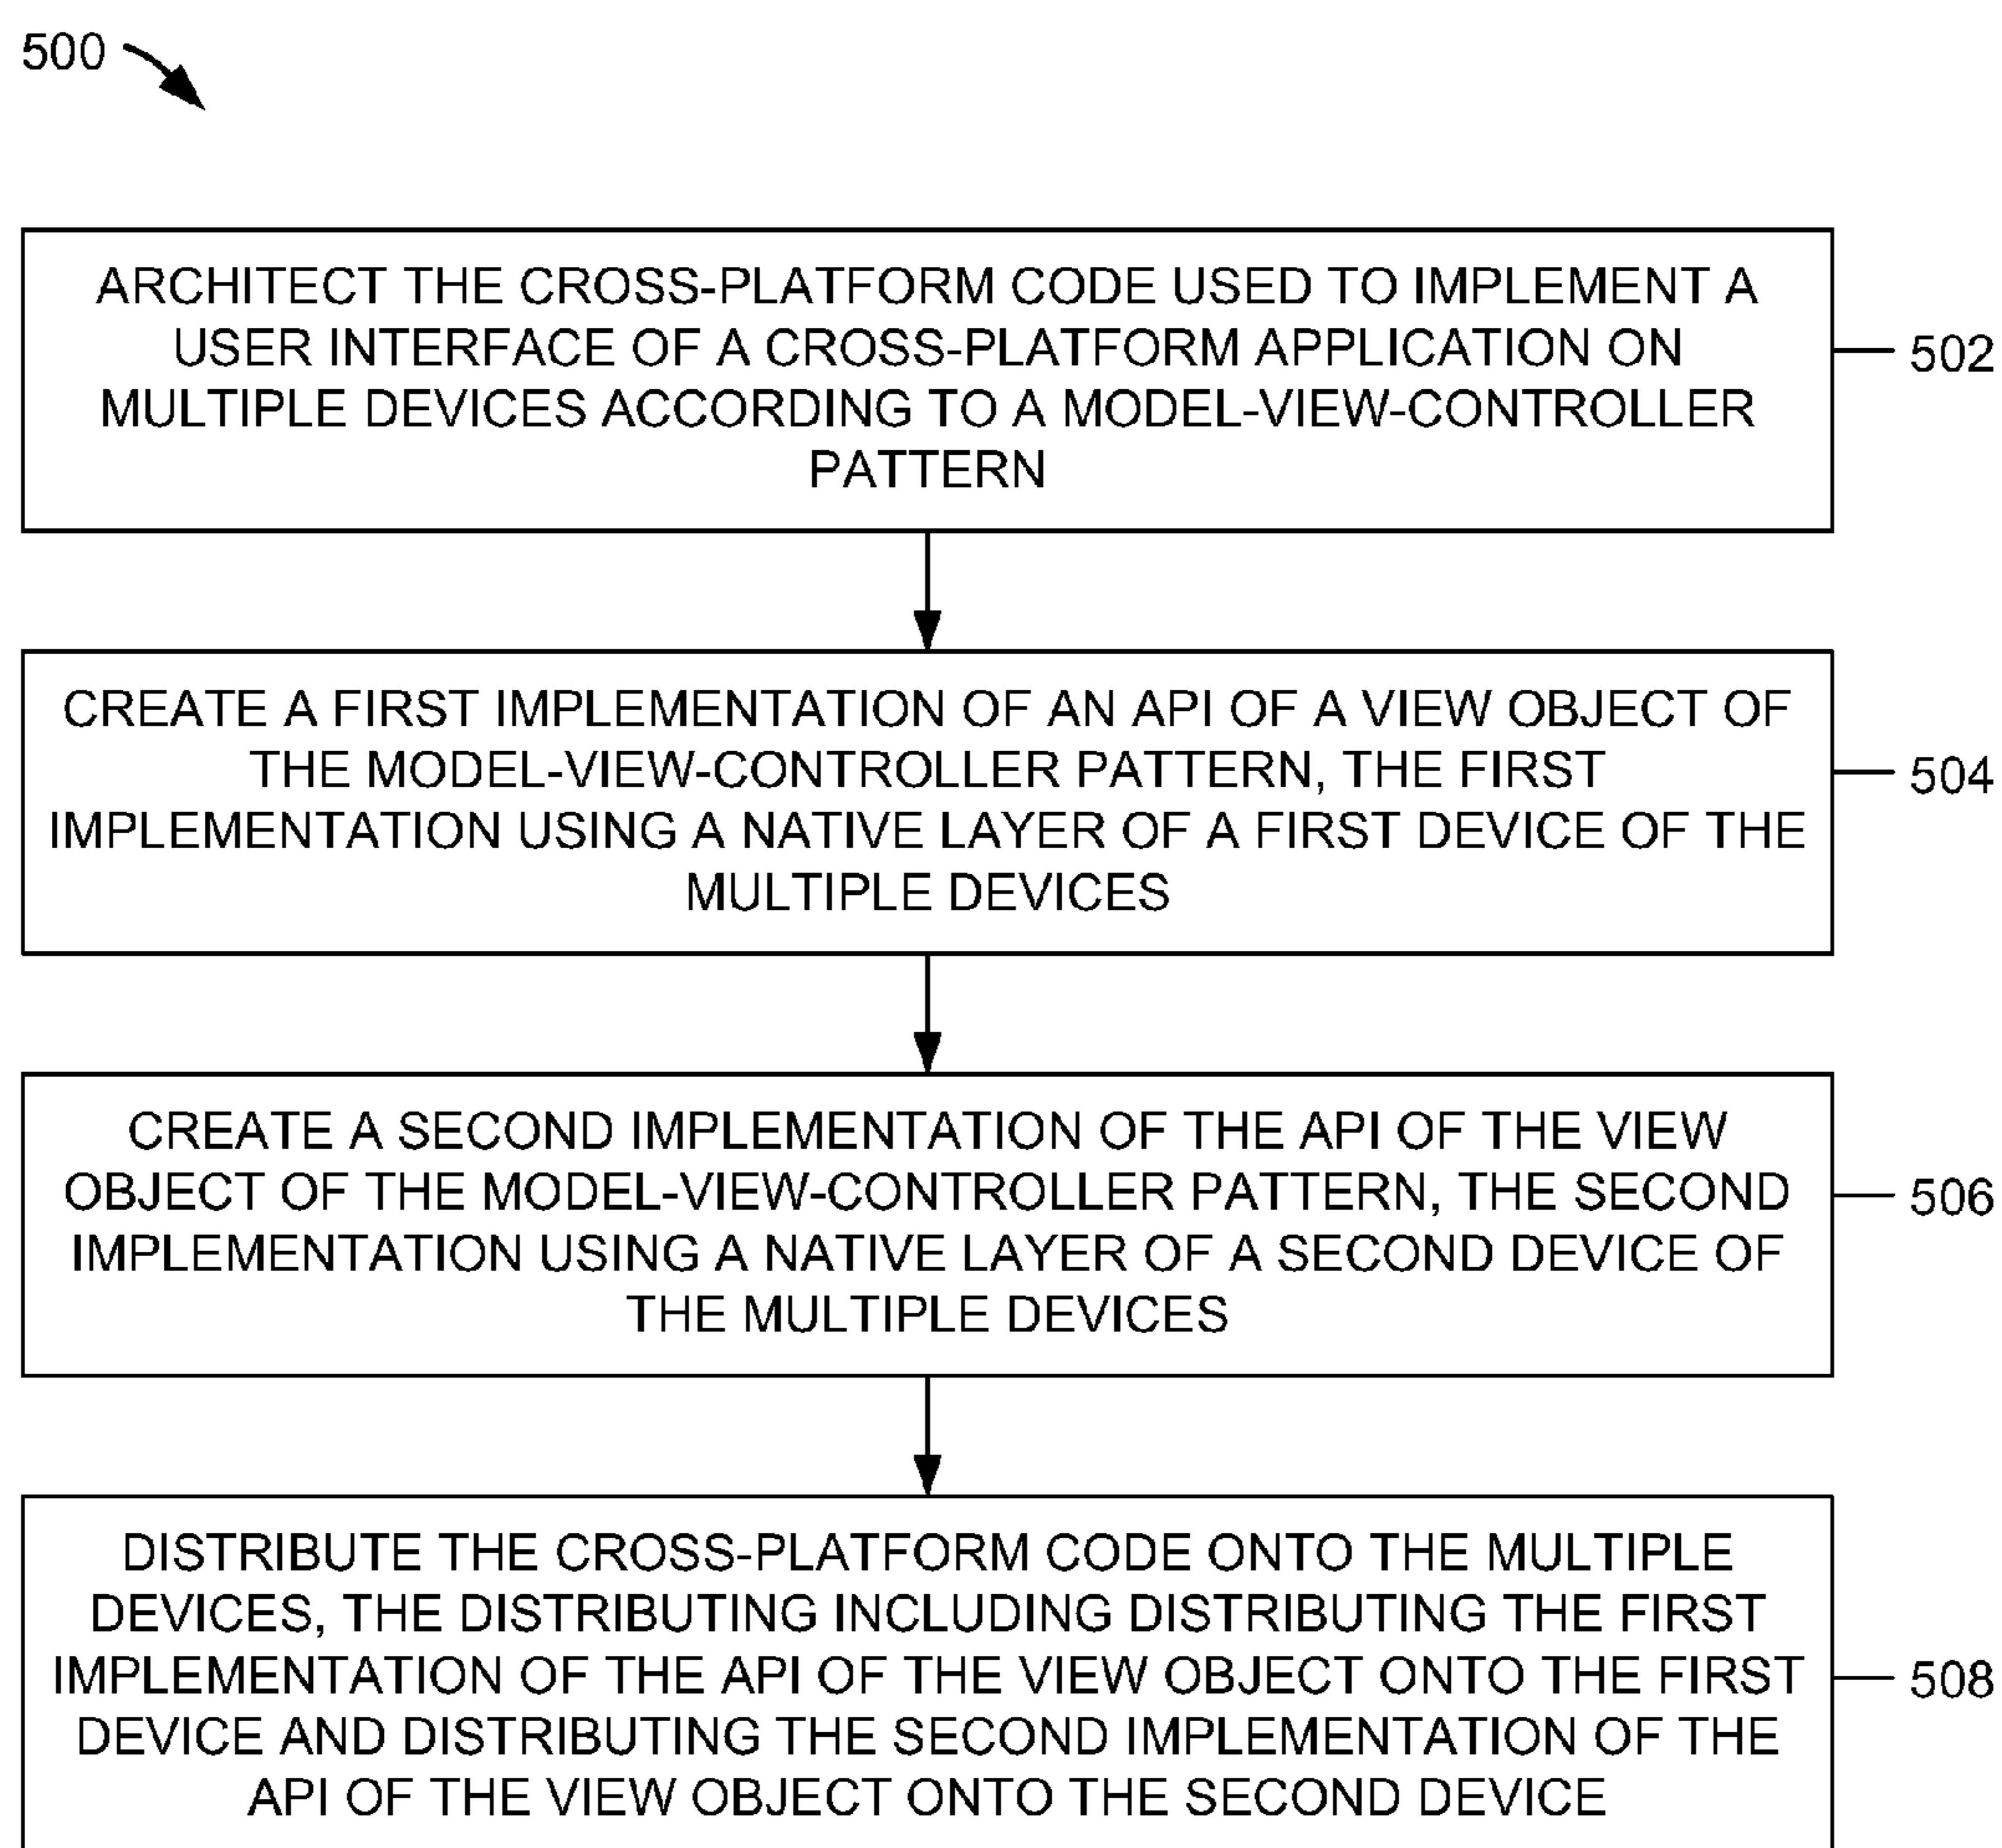 500
ARCHITECT THE CROSS-PLATFORM CODE USED TO IMPLEMENT A
USER INTERFACE OF A CROSS-PLATFORM APPLICATION ON
MULTIPLE DEVICES ACCORDING TO A MODEL-VIEW-CONTROLLER
PATTERN
502
CREATE A FIRST IMPLEMENTATION OF AN API OF A VIEW OBJECT OF
THE MODEL-VIEW-CONTROLLER PATTERN, THE FIRST
IMPLEMENTATION USING A NATIVE LAYER OF A FIRST DEVICE OF THE
MULTIPLE DEVICES
504
CREATE A SECOND IMPLEMENTATION OF THE API OF THE VIEW
OBJECT OF THE MODEL-VIEW-CONTROLLER PATTERN, THE SECOND
IMPLEMENTATION USING A NATIVE LAYER OF A SECOND DEVICE OF
THE MULTIPLE DEVICES
506
DISTRIBUTE THE CROSS-PLATFORM CODE ONTO THE MULTIPLE
DEVICES, THE DISTRIBUTING INCLUDING DISTRIBUTING THE FIRST
IMPLEMENTATION OF THE API OF THE VIEW OBJECT ONTO THE FIRST
DEVICE AND DISTRIBUTING THE SECOND IMPLEMENTATION OF THE
API OF THE VIEW OBJECT ONTO THE SECOND DEVICE
508